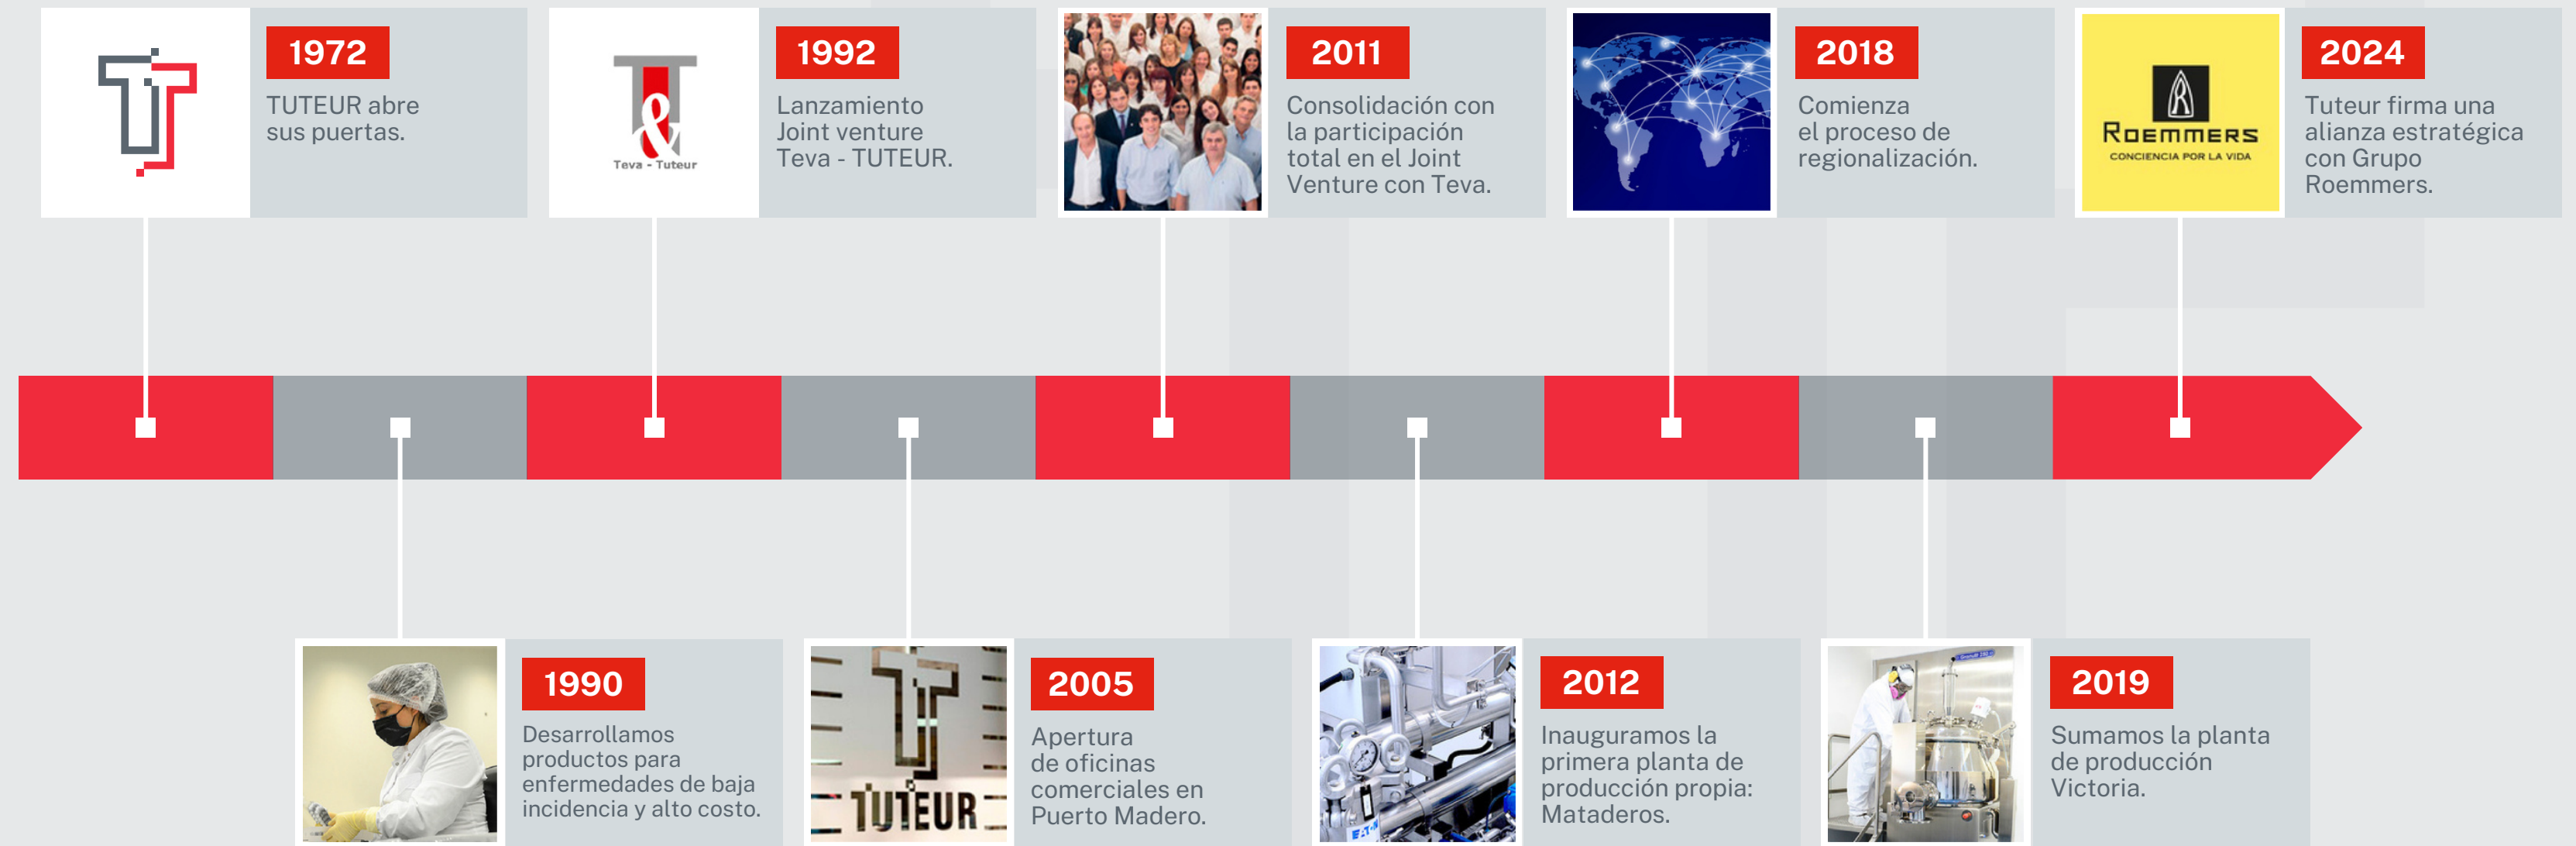 1972
TUTEUR abre
sus puertas.
Teva - Tuteur
1992
Lanzamiento
Joint venture
Teva - TUTEUR.
2011
Consolidación con
la participación
total en el Joint
Venture con Teva.
2018
Comienza
el proceso de
regionalización.
ROEMMERS
CONCIENCIA POR LA VIDA
2024
Tuteur firma una
alianza estratégica
con Grupo
Roemmers.
1990
Desarrollamos
productos para
enfermedades de baja
incidencia y alto costo.
TUTEUR
2005
Apertura
de oficinas
comerciales en
Puerto Madero.
EATON
2012
Inauguramos la
primera planta de
producción propia:
Mataderos.
2019
Sumamos la planta
de producción
Victoria.